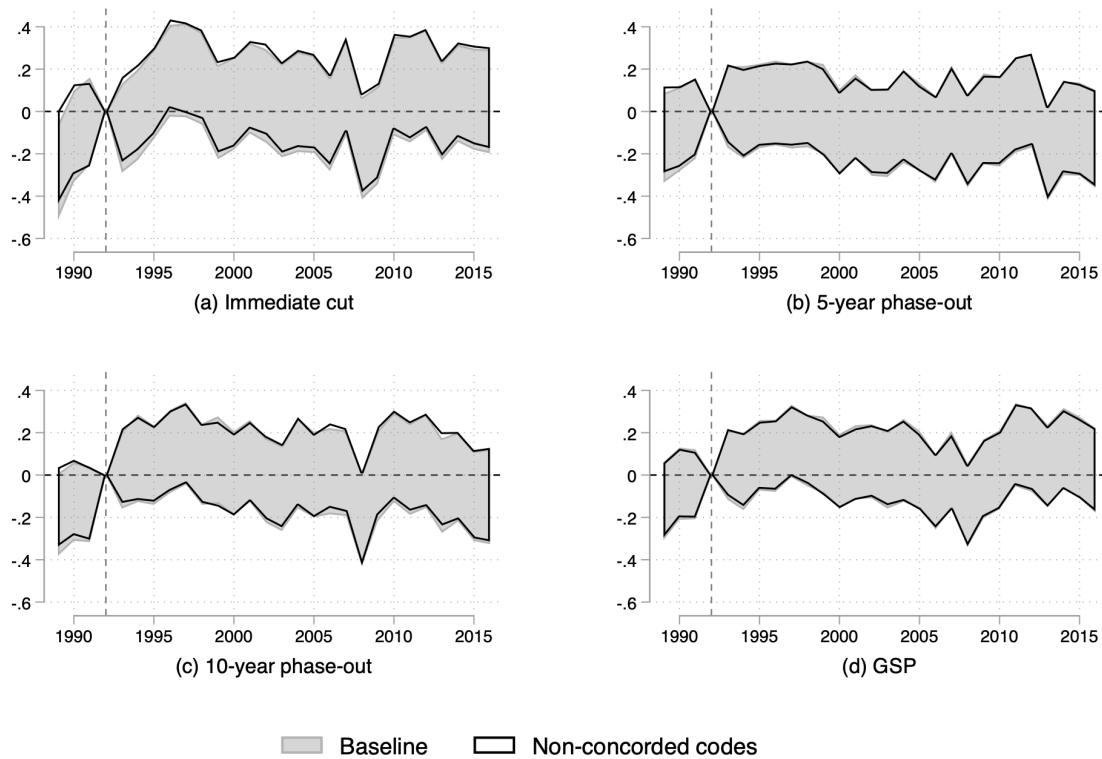 .4
.2
0
-.2
-.4
-.6
1990 1995 2000 2005 2010 2015
(a) Immediate cut
.4
.2
0
-.2
-.4
-.6
1990 1995 2000 2005 2010 2015
(b) 5-year phase-out
.4
.2
0
-.2
-.4
-.6
1990 1995 2000 2005 2010 2015
(c) 10-year phase-out
.4
.2
0
-.2
-.4
-.6
1990 1995 2000 2005 2010 2015
(d) GSP
Baseline Non-concorded codes